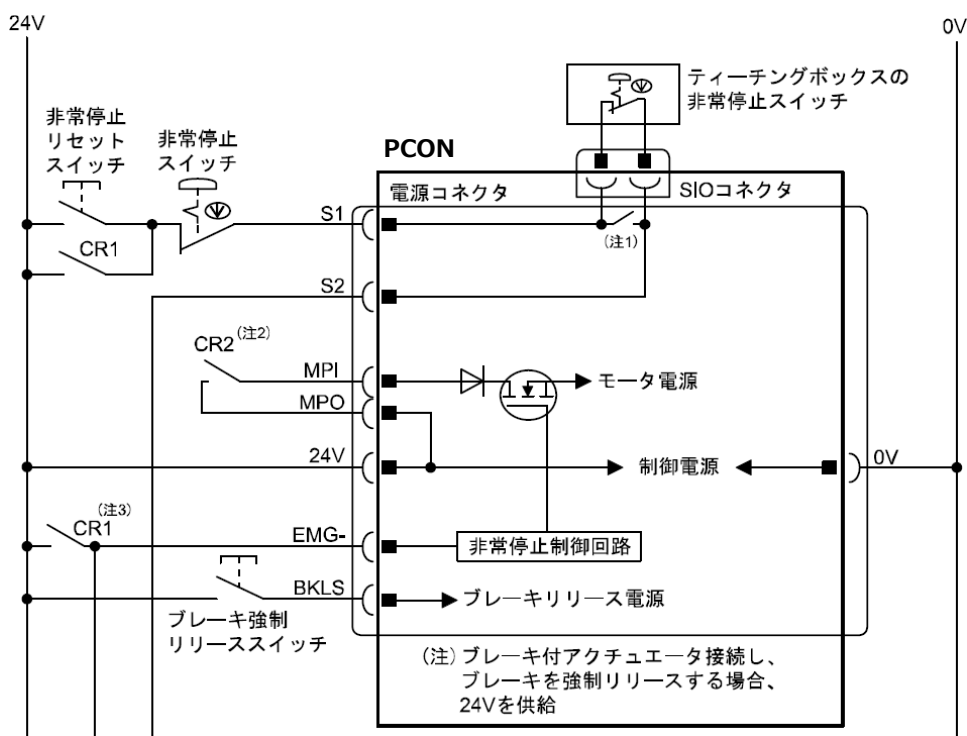 24V
0V
ティーチングボックスの
非常停止スイッチ
非常停止
リセット
スイッチ
非常停止
スイッチ
PCON
電源コネクタ
SIOコネクタ
S1
(注1)
CR1
S2
CR2(注2)
MPI
モータ電源
MPO
24V
制御電源
0V
CR1(注3)
EMG-
非常停止制御回路
BKLS
ブレーキリリース電源
ブレーキ強制
リリーススイッチ
(注)ブレーキ付アクチュエータ接続し、
ブレーキを強制リリースする場合、
24Vを供給